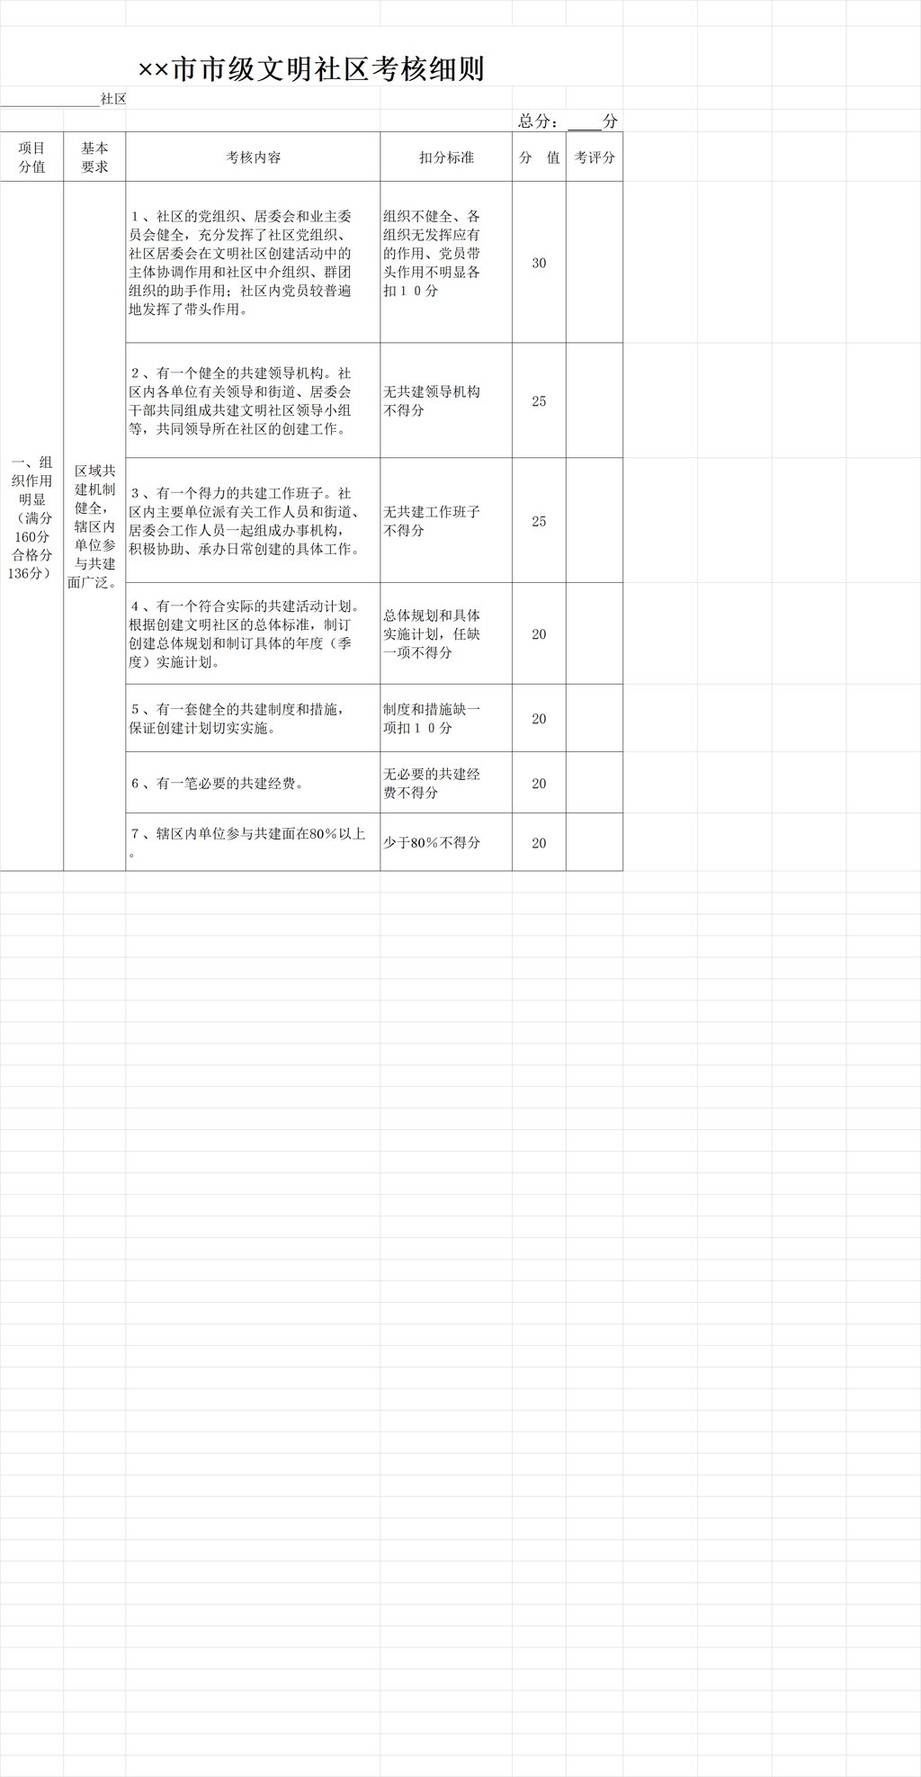 ××市市级文明社区考核细则
______________社区
总分：____分
项目
分值
基本
要求
考核内容
扣分标准
分　值
考评分
一、组
织作用
明显
（满分
160分
合格分
136分）
区域共
建机制
健全，
辖区内
单位参
与共建
面广泛。
１、社区的党组织、居委会和业主委
员会健全，充分发挥了社区党组织、
社区居委会在文明社区创建活动中的
主体协调作用和社区中介组织、群团
组织的助手作用；社区内党员较普遍
地发挥了带头作用。
组织不健全、各
组织无发挥应有
的作用、党员带
头作用不明显各
扣１０分
30
２、有一个健全的共建领导机构。社
区内各单位有关领导和街道、居委会
干部共同组成共建文明社区领导小组
等，共同领导所在社区的创建工作。
无共建领导机构
不得分
25
３、有一个得力的共建工作班子。社
区内主要单位派有关工作人员和街道、
居委会工作人员一起组成办事机构，
积极协助、承办日常创建的具体工作。
无共建工作班子
不得分
25
４、有一个符合实际的共建活动计划。
根据创建文明社区的总体标准，制订
创建总体规划和制订具体的年度（季
度）实施计划。
总体规划和具体
实施计划，任缺
一项不得分
20
５、有一套健全的共建制度和措施，
保证创建计划切实实施。
制度和措施缺一
项扣１０分
20
６、有一笔必要的共建经费。
无必要的共建经
费不得分
20
７、辖区内单位参与共建面在80％以上
。
少于80％不得分
20